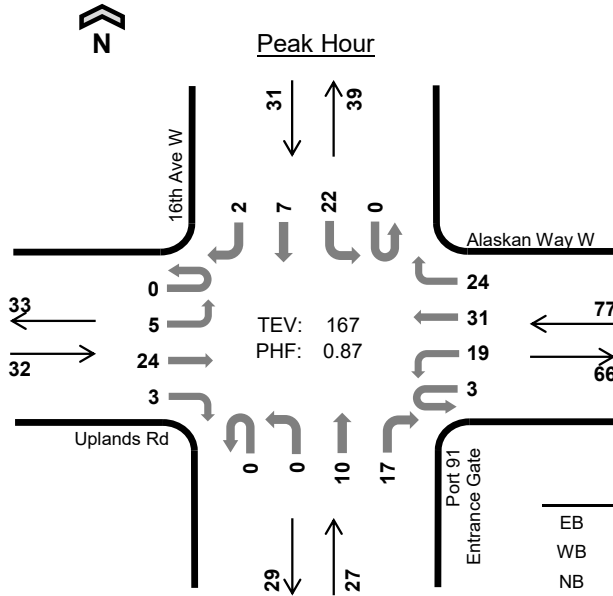 N
Peak Hour
31
39
16th Ave W
2
7
22
0
Alaskan Way W
0
24
33
5
TEV: 167
31
77
32
24
PHF: 0.87
19
66
3
3
Uplands Rd
0
0
10
17
Port 91
Entrance Gate
29
27
EB
WB
NB